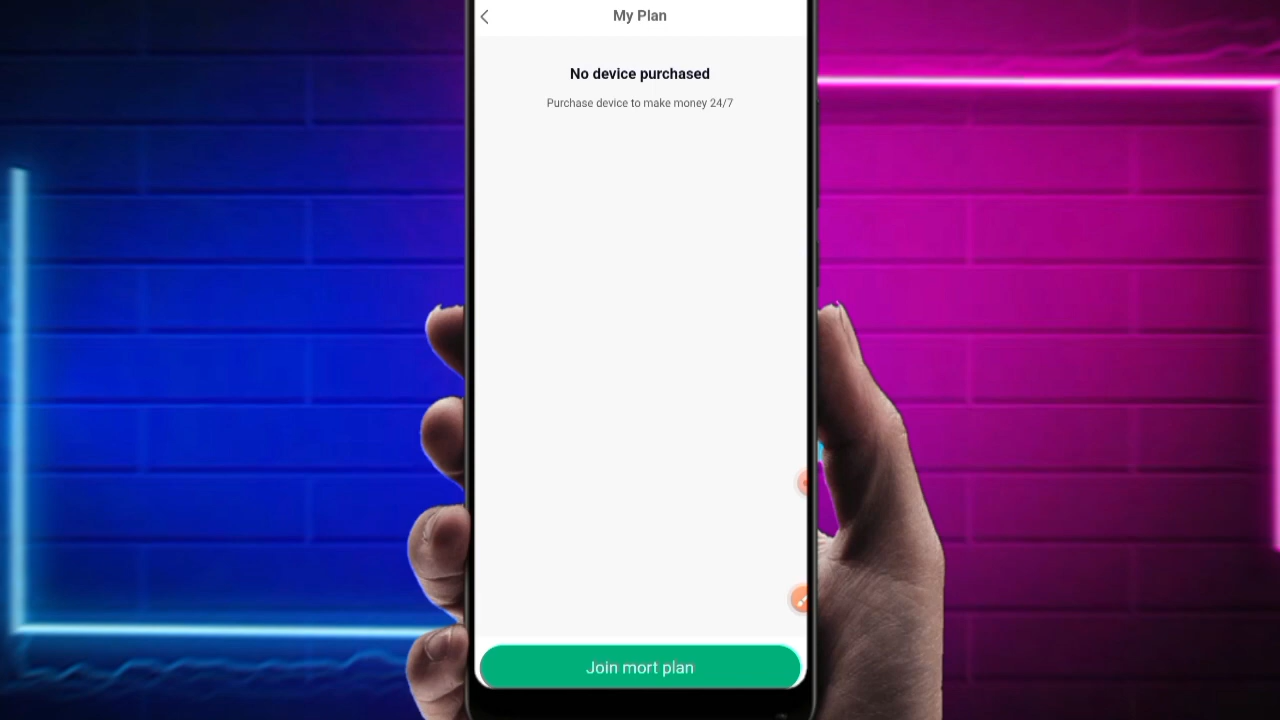 My Plan
No device purchased
Purchase device to make money 24/7
Join mort plan